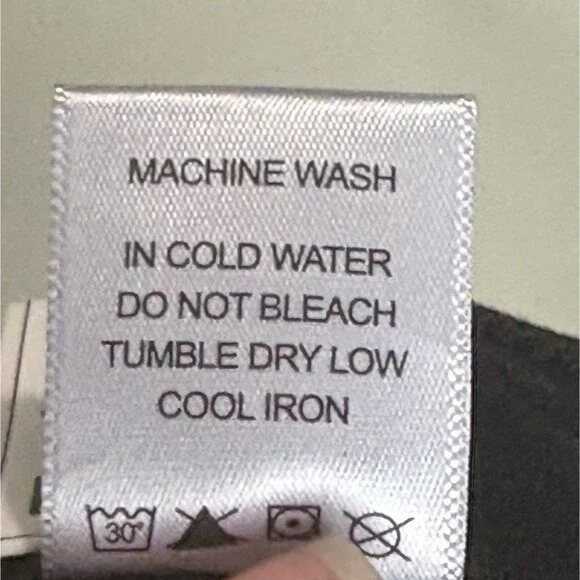 MACHINE WASH
IN COLD WATER
DO NOT BLEACH
TUMBLE DRY LOW
COOL IRON
30°